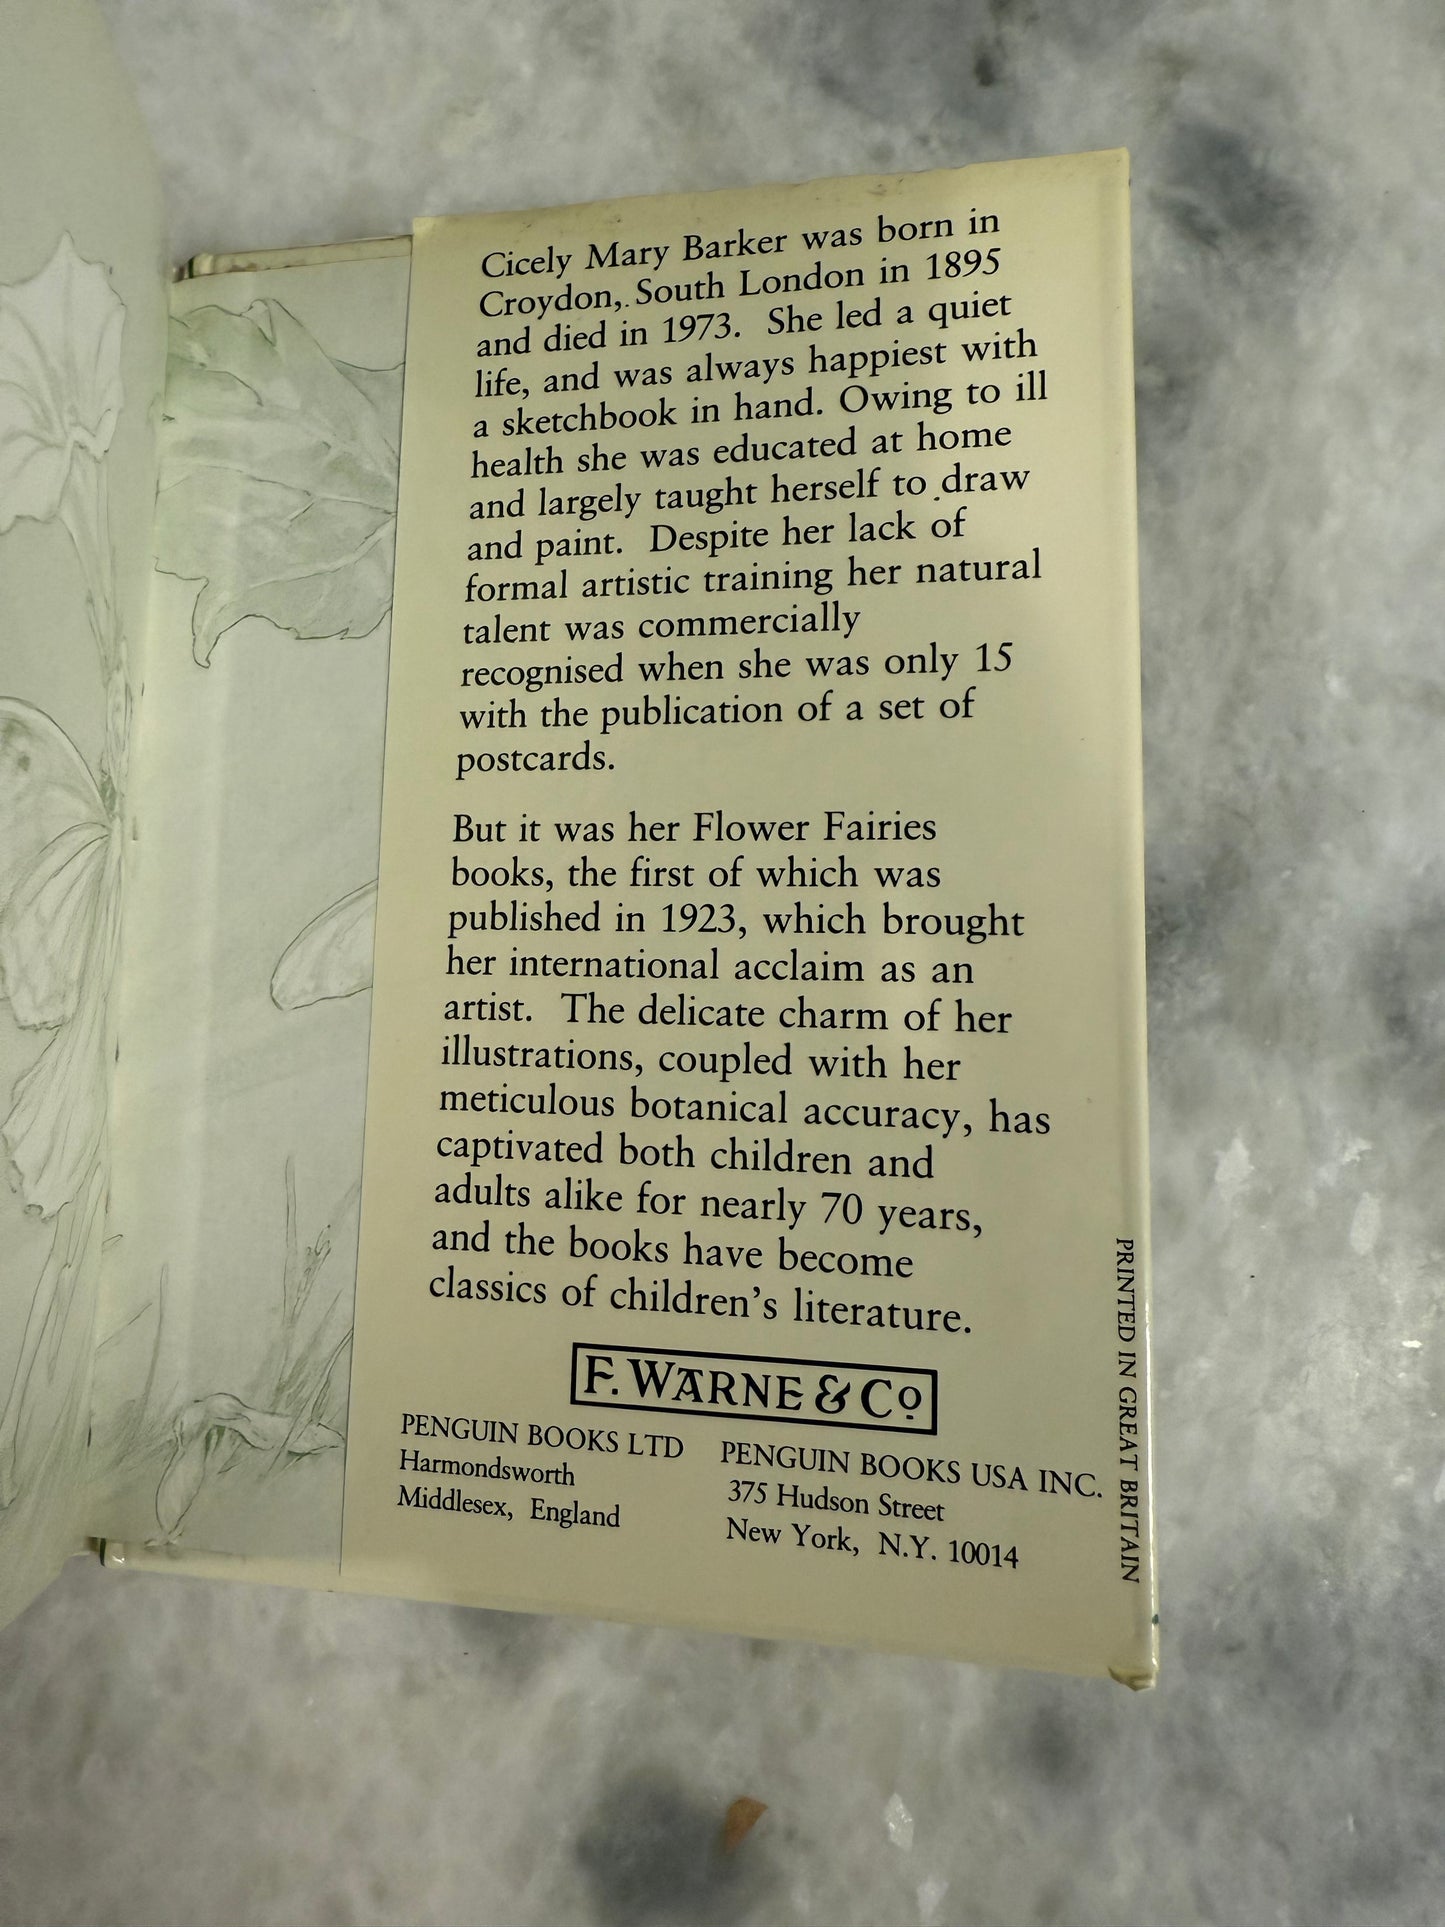 Cicely Mary Barker was born in
Croydon, South London in 1895
and died in 1973. She led a quiet
life, and was always happiest with
a sketchbook in hand. Owing to ill
health she was educated at home
and largely taught herself to draw
and paint. Despite her lack of
formal artistic training her natural
talent was commercially
recognised when she was only 15
with the publication of a set of
postcards.
But it was her Flower Fairies
books, the first of which was
published in 1923, which brought
her international acclaim as an
artist. The delicate charm of her
illustrations, coupled with her
meticulous botanical accuracy, has
captivated both children and
adults alike for nearly 70 years,
and the books have become
classics of children's literature.
F. WARNE & Co
PENGUIN BOOKS LTD
Harmondsworth
Middlesex, England
PENGUIN BOOKS USA INC.
375 Hudson Street
New York, N.Y. 10014
PRINTED IN GREAT BRITAIN